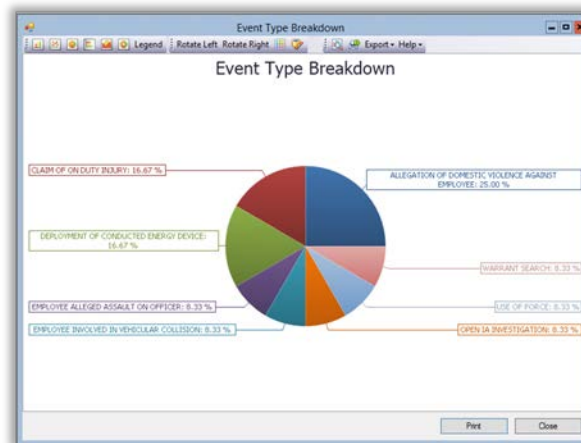 Event Type Breakdown
Legend Rotate Left Rotate Right Export Help
Event Type Breakdown
CLAIM OF ON DUTY INJURY: 16.67 %
ALLEGATION OF DOMESTIC VIOLENCE AGAINST
EMPLOYEE: 25.00 %
DEPLOYMENT OF CONDUCTED ENERGY DEVICE:
16.67 %
WARRANT SEARCH: 8.33 %
EMPLOYEE ALLEGED ASSAULT ON OFFICER: 8.33 %
USE OF FORCE: 8.33 %
EMPLOYEE INVOLVED IN VEHICULAR COLLISION: 8.33 %
OPEN IA INVESTIGATION: 8.33 %
Print Close